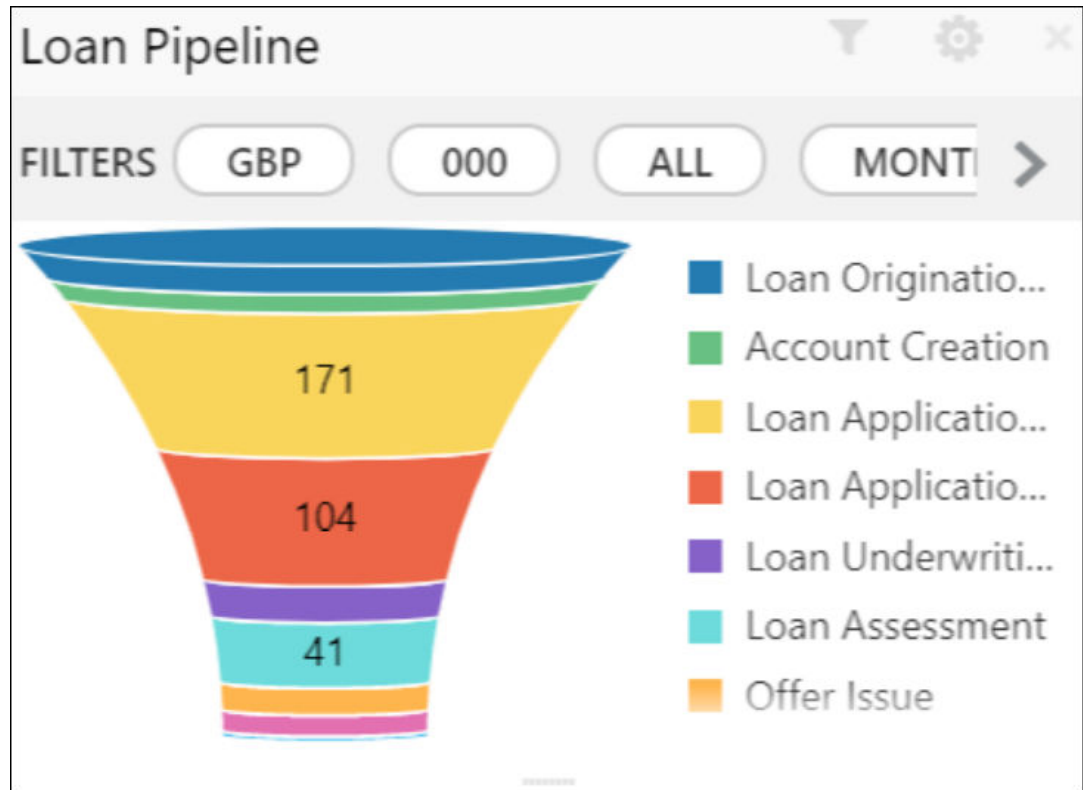 Loan Pipeline
FILTERS GBP 000 ALL MONT
171
104
41
Loan Originatio...
Account Creation
Loan Applicatio...
Loan Applicatio...
Loan Underwriti...
Loan Assessment
Offer Issue